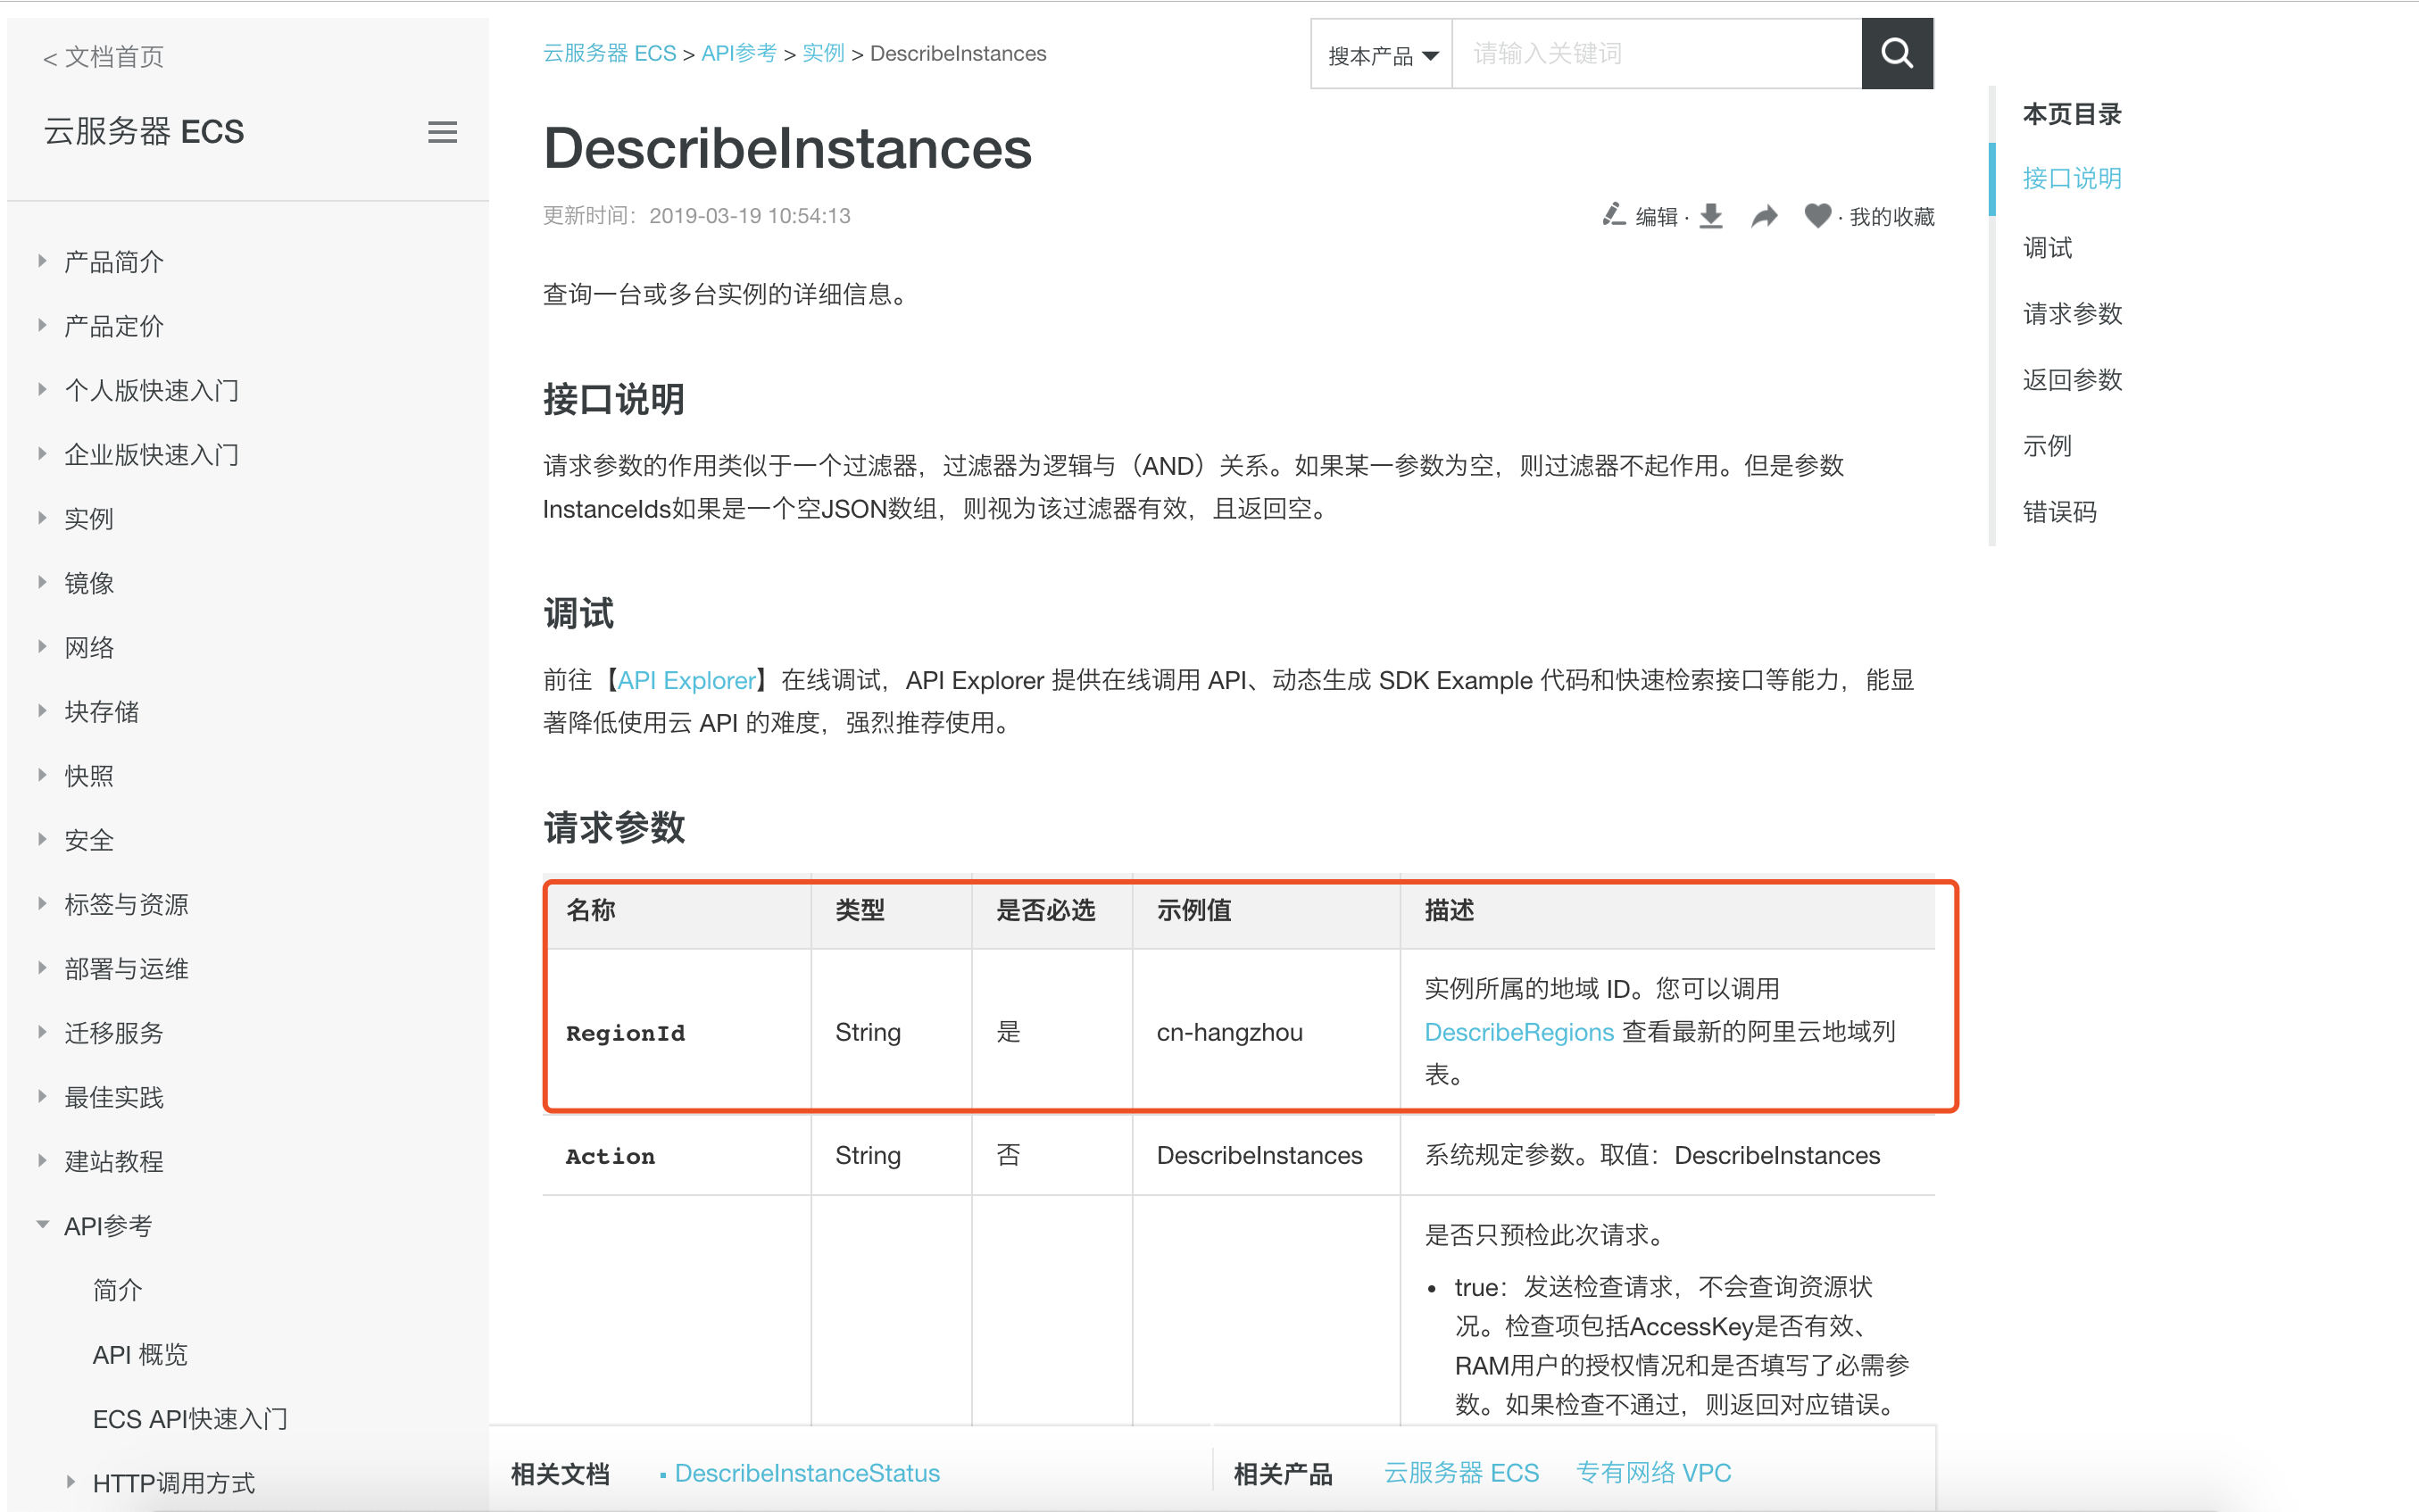 < 文档首页
云服务器 ECS
产品简介
产品定价
个人版快速入门
企业版快速入门
实例
镜像
网络
块存储
快照
安全
标签与资源
部署与运维
迁移服务
最佳实践
建站教程
API参考
简介
API 概览
ECS API快速入门
HTTP调用方式
云服务器 ECS > API参考 > 实例 > DescribeInstances
搜本产品 请输入关键词
DescribeInstances
更新时间：2019-03-19 10:54:13
编辑 · · 我的收藏
查询一台或多台实例的详细信息。
接口说明
请求参数的作用类似于一个过滤器，过滤器为逻辑与（AND）关系。如果某一参数为空，则过滤器不起作用。但是参数
InstanceIds如果是一个空JSON数组，则视为该过滤器有效，且返回空。
调试
前往【API Explorer】在线调试，API Explorer 提供在线调用 API、动态生成 SDK Example 代码和快速检索接口等能力，能显
著降低使用云 API 的难度，强烈推荐使用。
请求参数
名称 类型 是否必选 示例值 描述
RegionId String 是 cn-hangzhou 实例所属的地域 ID。您可以调用
DescribeRegions 查看最新的阿里云地域列
表。
Action String 否 DescribeInstances 系统规定参数。取值：DescribeInstances
是否只预检此次请求。
• true：发送检查请求，不会查询资源状
况。检查项包括AccessKey是否有效、
RAM用户的授权情况和是否填写了必需参
数。如果检查不通过，则返回对应错误。
相关文档 ▪ DescribeInstanceStatus
相关产品 云服务器 ECS 专有网络 VPC
本页目录
接口说明
调试
请求参数
返回参数
示例
错误码